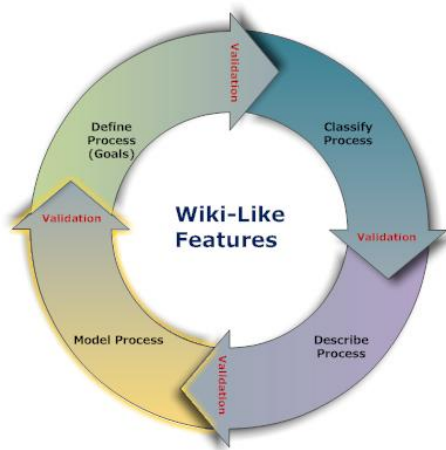 Validation
Define
Process
(Goals)
Classify
Process
Wiki-Like
Features
Validation
Validation
Model Process
Describe
Process
Validation